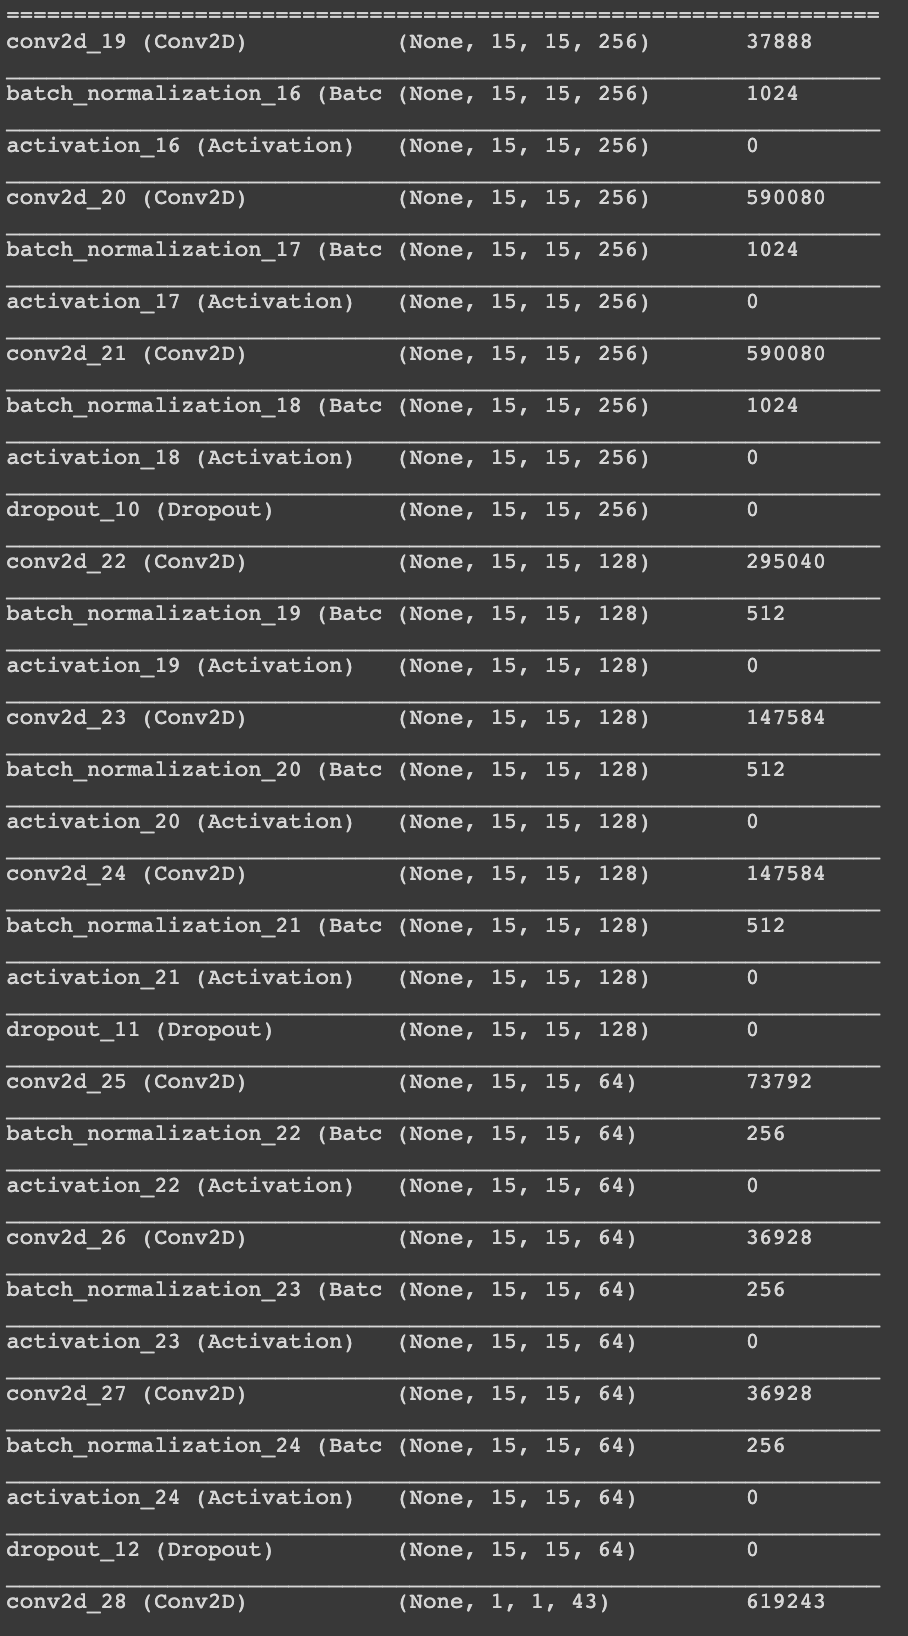 =================================================================
conv2d_19 (Conv2D)           (None, 15, 15, 256)       37888
_________________________________________________________________
batch_normalization_16 (Batc (None, 15, 15, 256)       1024
_________________________________________________________________
activation_16 (Activation)   (None, 15, 15, 256)       0
_________________________________________________________________
conv2d_20 (Conv2D)           (None, 15, 15, 256)       590080
_________________________________________________________________
batch_normalization_17 (Batc (None, 15, 15, 256)       1024
_________________________________________________________________
activation_17 (Activation)   (None, 15, 15, 256)       0
_________________________________________________________________
conv2d_21 (Conv2D)           (None, 15, 15, 256)       590080
_________________________________________________________________
batch_normalization_18 (Batc (None, 15, 15, 256)       1024
_________________________________________________________________
activation_18 (Activation)   (None, 15, 15, 256)       0
_________________________________________________________________
dropout_10 (Dropout)         (None, 15, 15, 256)       0
_________________________________________________________________
conv2d_22 (Conv2D)           (None, 15, 15, 128)       295040
_________________________________________________________________
batch_normalization_19 (Batc (None, 15, 15, 128)       512
_________________________________________________________________
activation_19 (Activation)   (None, 15, 15, 128)       0
_________________________________________________________________
conv2d_23 (Conv2D)           (None, 15, 15, 128)       147584
_________________________________________________________________
batch_normalization_20 (Batc (None, 15, 15, 128)       512
_________________________________________________________________
activation_20 (Activation)   (None, 15, 15, 128)       0
_________________________________________________________________
conv2d_24 (Conv2D)           (None, 15, 15, 128)       147584
_________________________________________________________________
batch_normalization_21 (Batc (None, 15, 15, 128)       512
_________________________________________________________________
activation_21 (Activation)   (None, 15, 15, 128)       0
_________________________________________________________________
dropout_11 (Dropout)         (None, 15, 15, 128)       0
_________________________________________________________________
conv2d_25 (Conv2D)           (None, 15, 15, 64)        73792
_________________________________________________________________
batch_normalization_22 (Batc (None, 15, 15, 64)        256
_________________________________________________________________
activation_22 (Activation)   (None, 15, 15, 64)        0
_________________________________________________________________
conv2d_26 (Conv2D)           (None, 15, 15, 64)        36928
_________________________________________________________________
batch_normalization_23 (Batc (None, 15, 15, 64)        256
_________________________________________________________________
activation_23 (Activation)   (None, 15, 15, 64)        0
_________________________________________________________________
conv2d_27 (Conv2D)           (None, 15, 15, 64)        36928
_________________________________________________________________
batch_normalization_24 (Batc (None, 15, 15, 64)        256
_________________________________________________________________
activation_24 (Activation)   (None, 15, 15, 64)        0
_________________________________________________________________
dropout_12 (Dropout)         (None, 15, 15, 64)        0
_________________________________________________________________
conv2d_28 (Conv2D)           (None, 1, 1, 43)          619243